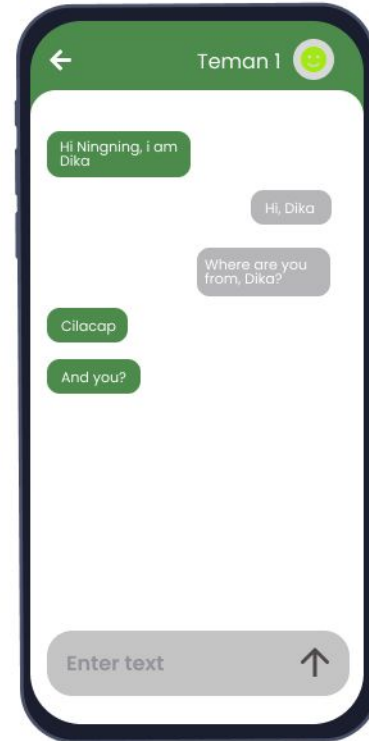 Teman 1
Hi Ningning, i am
Dika
Hi, Dika
Where are you
from, Dika?
Cilacap
And you?
Enter text